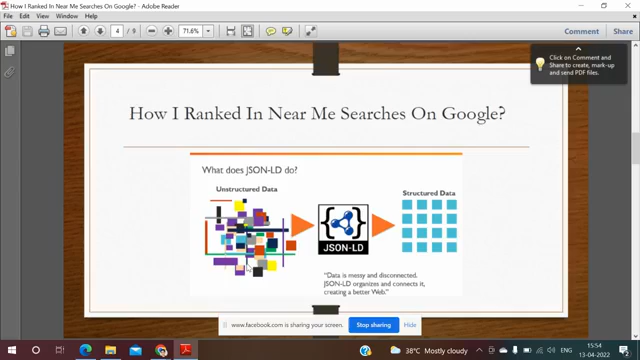 How I Ranked In Near Me Searches On Google? - Adobe Reader
File Edit View Window Help
4 / 9
71.6%
Comment Share
Click on Comment and
Share to create, mark-up
and send PDF files.
How I Ranked In Near Me Searches On Google?
What does JSON-LD do?
Unstructured Data
Structured Data
{ }
JSON-LD
"Data is messy and disconnected.
JSON-LD organizes and connects it,
creating a better Web."
www.facebook.com is sharing your screen.
Stop sharing
Hide
38°C Mostly cloudy
ENG
15:54
13-04-2022